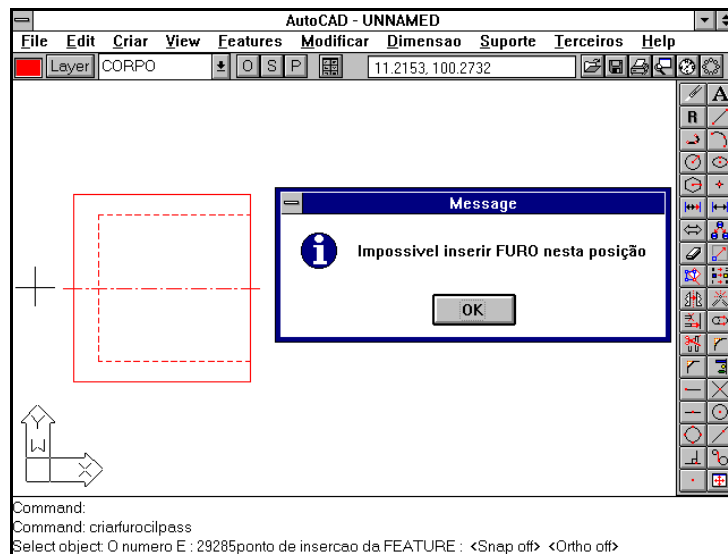 AutoCAD - UNNAMED
File Edit Criar View Features Modificar Dimensao Suporte Terceiros Help
Layer CORPO O S P 11.2153, 100.2732
A
R
Message
Impossivel inserir FURO nesta posição
OK
Y
W
X
Command:
Command: criarfurocilpass
Select object: O numero E : 29285ponto de insercao da FEATURE : <Snap off> <Ortho off>